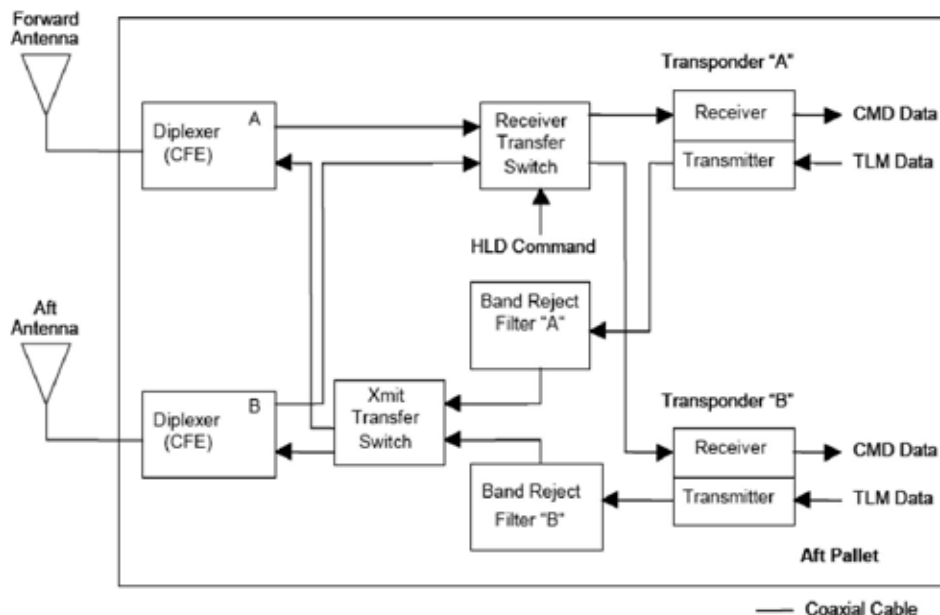 Forward
Antenna
Diplexer
(CFE)
A
Receiver
Transfer
Switch
HLD Command
Transponder "A"
Receiver
Transmitter
CMD Data
TLM Data
Band Reject
Filter "A"
Aft
Antenna
Diplexer
(CFE)
B
Xmit
Transfer
Switch
Band Reject
Filter "B"
Transponder "B"
Receiver
Transmitter
CMD Data
TLM Data
Aft Pallet
Coaxial Cable